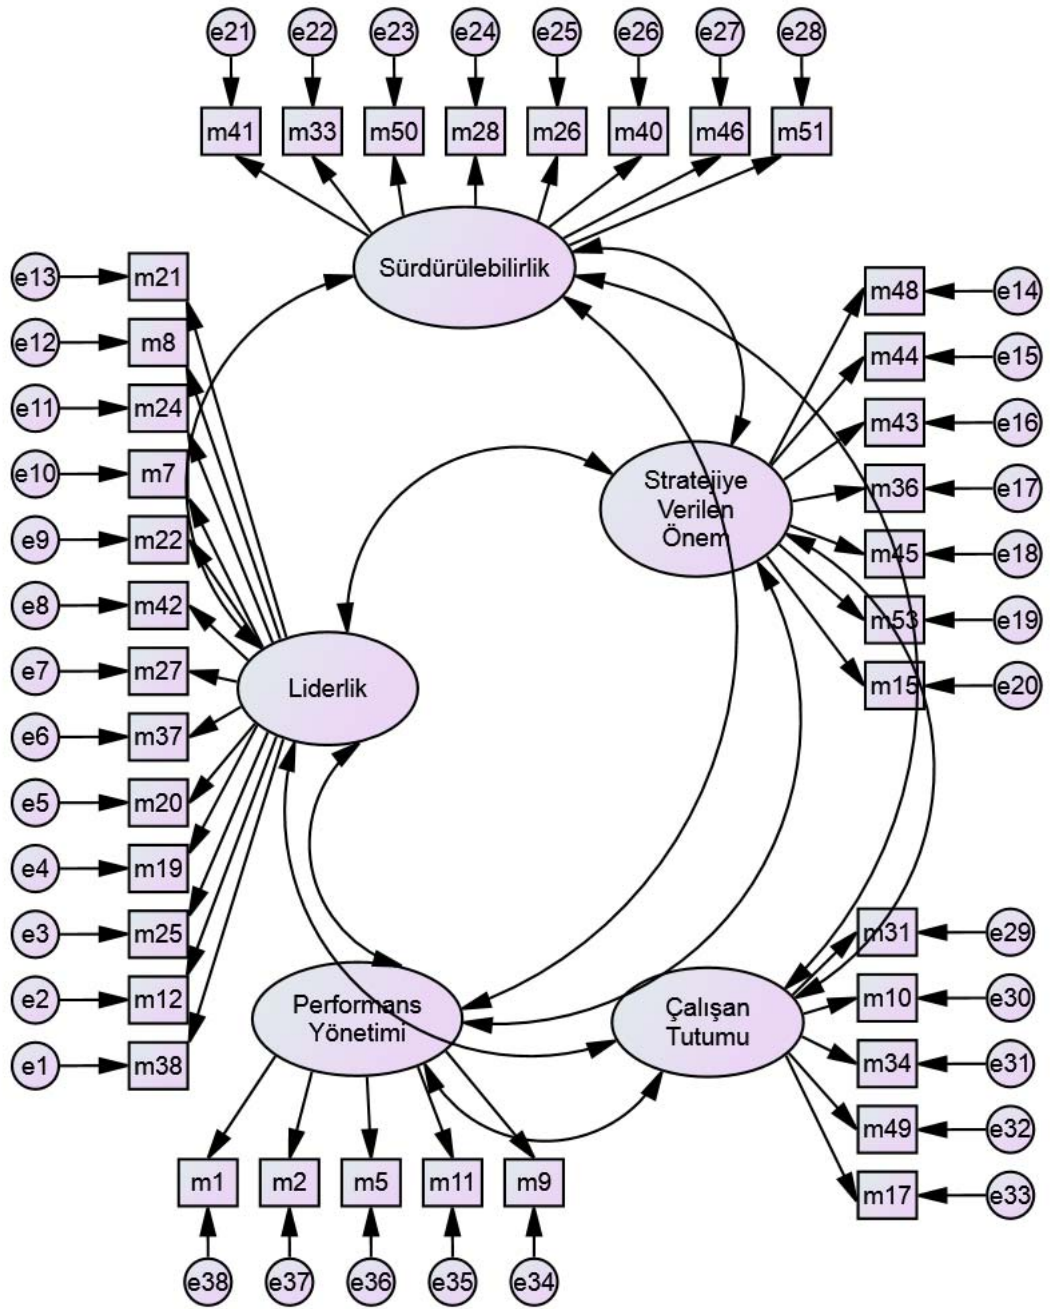 e21 e22 e23 e24 e25 e26 e27 e28
m41 m33 m50 m28 m26 m40 m46 m51
Sürdürülebilirlik
e13 m21
e12 m8
e11 m24
e10 m7
e9 m22
e8 m42
e7 m27
e6 m37
e5 m20
e4 m19
e3 m25
e2 m12
e1 m38
Liderlik
m48 e14
m44 e15
m43 e16
m36 e17
m45 e18
m53 e19
m15 e20
Stratejiye
Verilen
Önem
Performans
Yönetimi
Çalışan
Tutumu
m31 e29
m10 e30
m34 e31
m49 e32
m17 e33
m1 m2 m5 m11 m9
e38 e37 e36 e35 e34